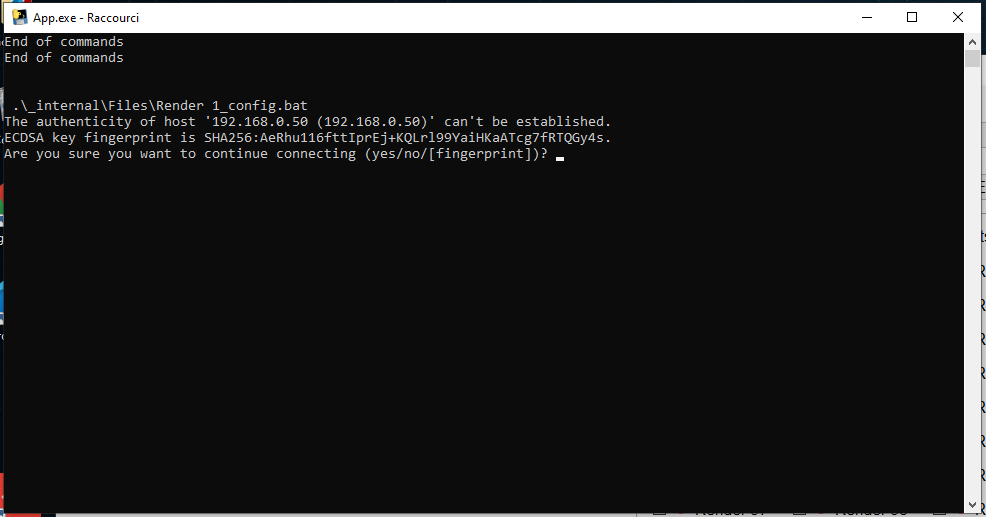 App.exe - Raccourci
End of commands
End of commands
.\_internal\Files\Render 1_config.bat
The authenticity of host '192.168.0.50 (192.168.0.50)' can't be established.
ECDSA key fingerprint is SHA256:AeRhu116fttIprEj+KQLrl99YaiHKaATcg7fRTQGy4s.
Are you sure you want to continue connecting (yes/no/[fingerprint])?